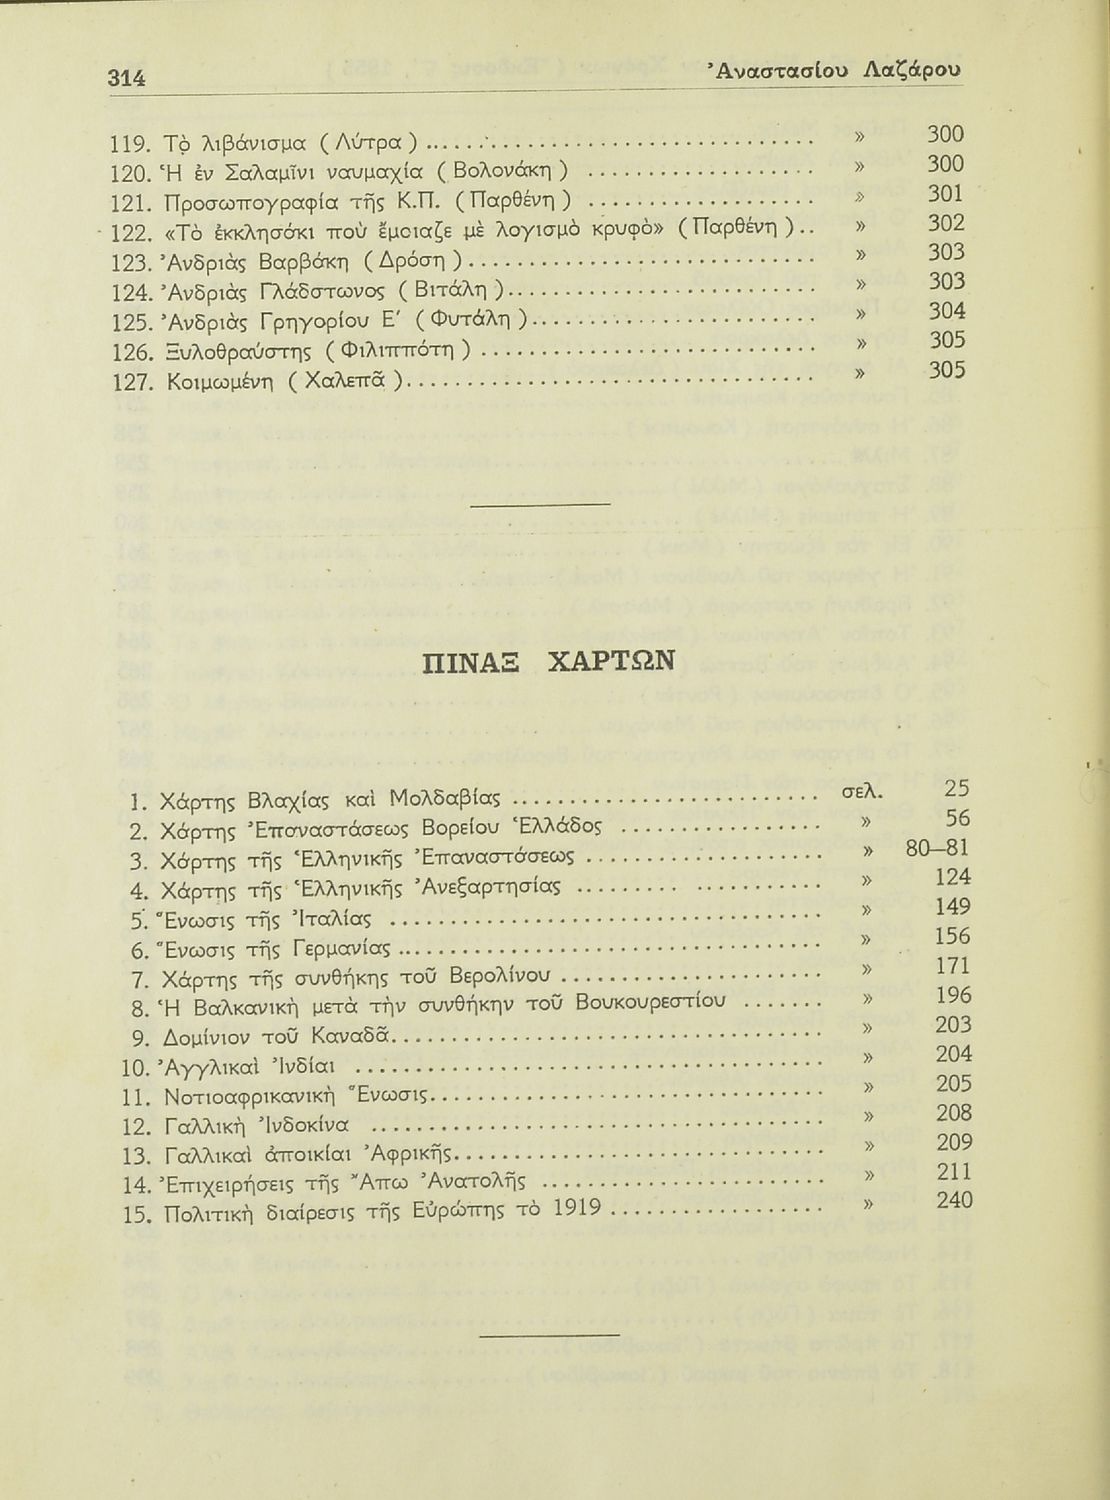 314 Ἀναστασίου Λαζάρου
119. Τὸ λιβάνισμα ( Λύτρα ) ........ » 300
120. Ἡ ἐν Σαλαμῖνι ναυμαχία ( Βολονάκη ) ........ » 300
121. Προσωπογραφία τῆς Κ.Π. ( Παρθένη ) ........ » 301
122. «Τὸ ἐκκλησάκι ποὺ ἔμοιαζε μὲ λογισμὸ κρυφὸ» ( Παρθένη ) .. » 302
123. Ἀνδριὰς Βαρβάκη ( Δρόση ) ........ » 303
124. Ἀνδριὰς Γλάδστωνος ( Βιτάλη ) ........ » 303
125. Ἀνδριὰς Γρηγορίου Ε' ( Φυτάλη ) ........ » 304
126. Ξυλοθραύστης ( Φιλιππότη ) ........ » 305
127. Κοιμωμένη ( Χαλεπᾶ ) ........ » 305
ΠΙΝΑΞ ΧΑΡΤΩΝ
1. Χάρτης Βλαχίας καὶ Μολδαβίας ........ σελ. 25
2. Χάρτης Ἐπαναστάσεως Βορείου Ἑλλάδος ........ » 56
3. Χάρτης τῆς Ἑλληνικῆς Ἐπαναστάσεως ........ » 80–81
4. Χάρτης τῆς Ἑλληνικῆς Ἀνεξαρτησίας ........ » 124
5. Ἕνωσις τῆς Ἰταλίας ........ » 149
6. Ἕνωσις τῆς Γερμανίας ........ » 156
7. Χάρτης τῆς συνθήκης τοῦ Βερολίνου ........ » 171
8. Ἡ Βαλκανικὴ μετὰ τὴν συνθήκην τοῦ Βουκουρεστίου ....... » 196
9. Δομίνιον τοῦ Καναδᾶ ........ » 203
10. Ἀγγλικαὶ Ἰνδίαι ........ » 204
11. Νοτιοαφρικανικὴ Ἕνωσις ........ » 205
12. Γαλλικὴ Ἰνδοκίνα ........ » 208
13. Γαλλικαὶ ἀποικίαι Ἀφρικῆς ........ » 209
14. Ἐπιχειρήσεις τῆς Ἄπω Ἀνατολῆς ........ » 211
15. Πολιτικὴ διαίρεσις τῆς Εὐρώπης τὸ 1919 ........ » 240